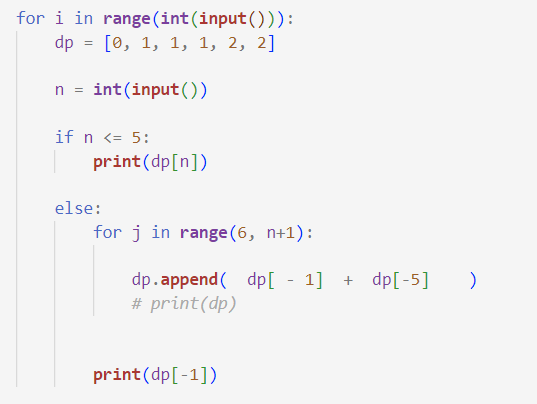 for i in range(int(input())):
    dp = [0, 1, 1, 1, 2, 2]
    n = int(input())
    if n <= 5:
        print(dp[n])
    else:
        for j in range(6, n+1):
            dp.append(  dp[ - 1]  +  dp[-5]    )
            # print(dp)
        print(dp[-1])